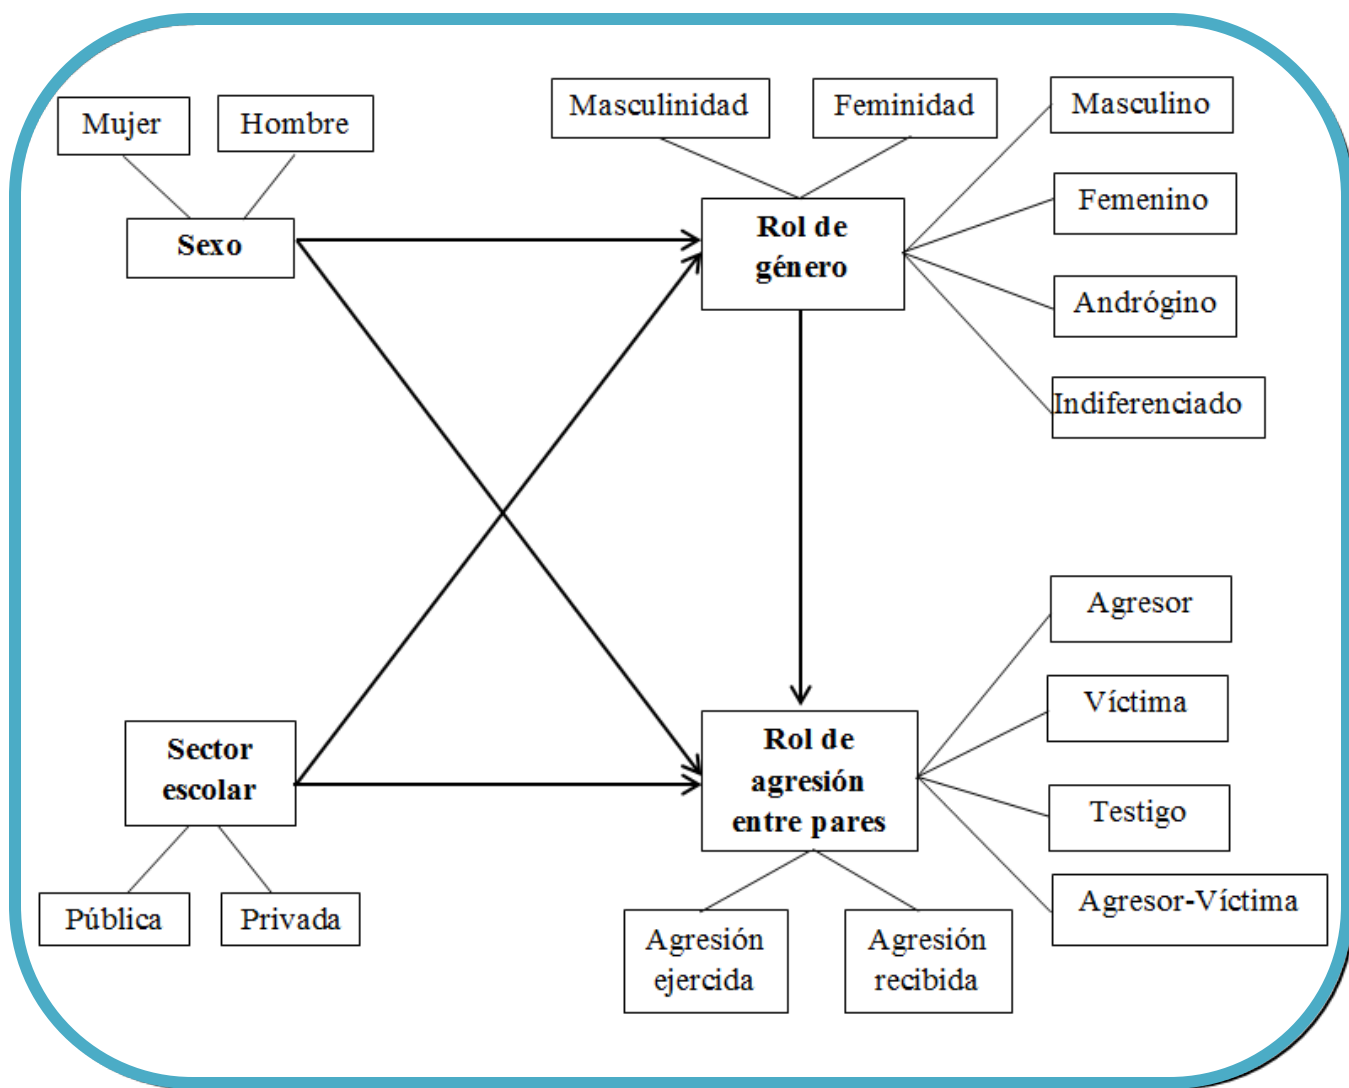 Mujer
Hombre
Sexo
Masculinidad
Feminidad
Rol de
género
Masculino
Femenino
Andrógino
Indiferenciado
Sector
escolar
Pública
Privada
Rol de
agresión
entre pares
Agresión
ejercida
Agresión
recibida
Agresor
Víctima
Testigo
Agresor-Víctima